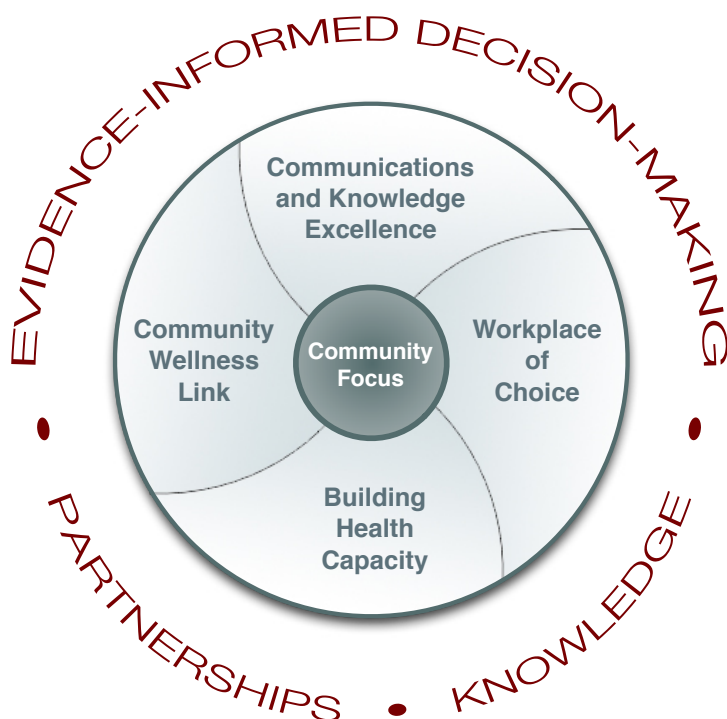 EVIDENCE-INFORMED DECISION-MAKING
Communications
and Knowledge
Excellence
Community
Wellness
Link
Community
Focus
Workplace
of
Choice
Building
Health
Capacity
PARTNERSHIPS • KNOWLEDGE